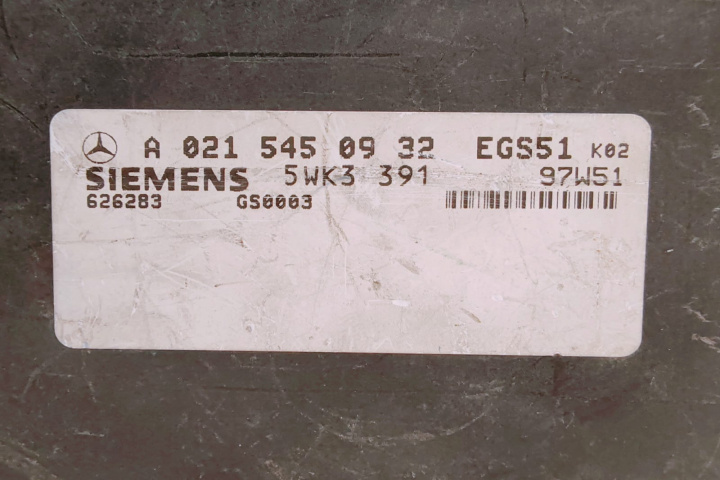 A 021 545 09 32 EGS51 K02
SIEMENS 5WK3 391 97W51
626283 GS0003